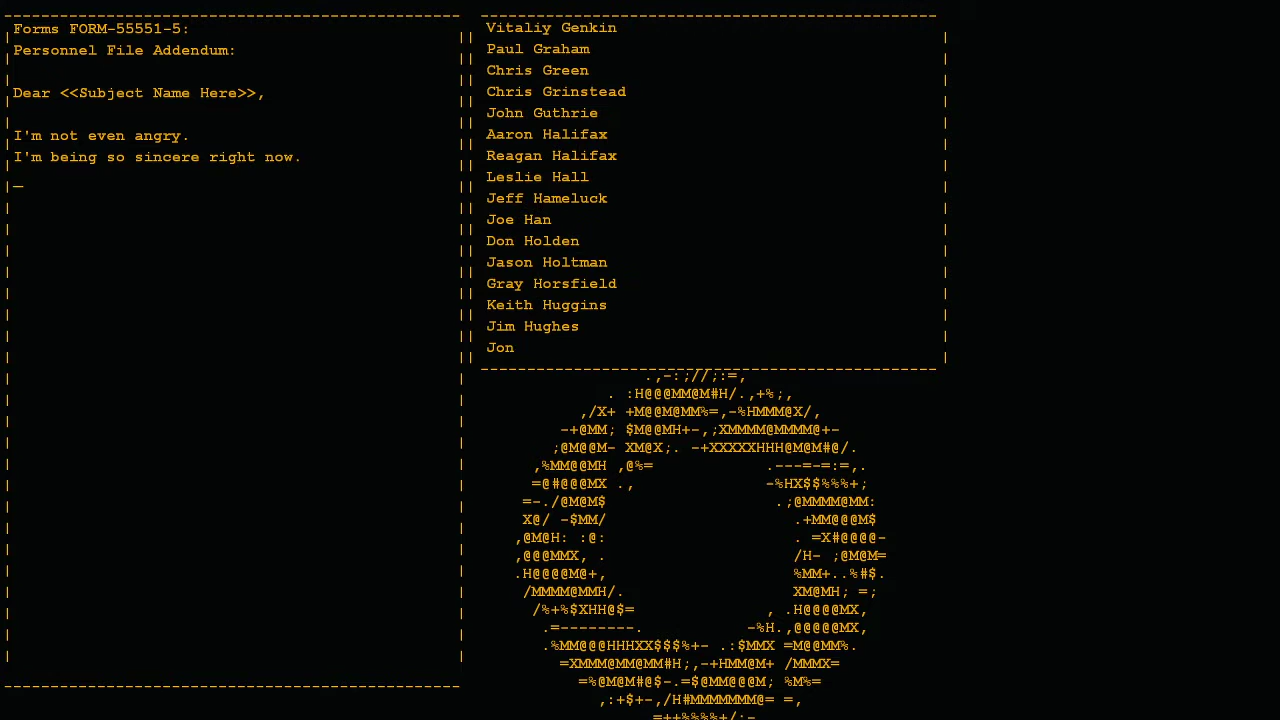 Forms FORM-55551-5:
Personnel File Addendum:
Dear <<Subject Name Here>>,
I'm not even angry.
I'm being so sincere right now.
Vitaliy Genkin
Paul Graham
Chris Green
Chris Grinstead
John Guthrie
Aaron Halifax
Reagan Halifax
Leslie Hall
Jeff Hameluck
Joe Han
Don Holden
Jason Holtman
Gray Horsfield
Keith Huggins
Jim Hughes
Jon